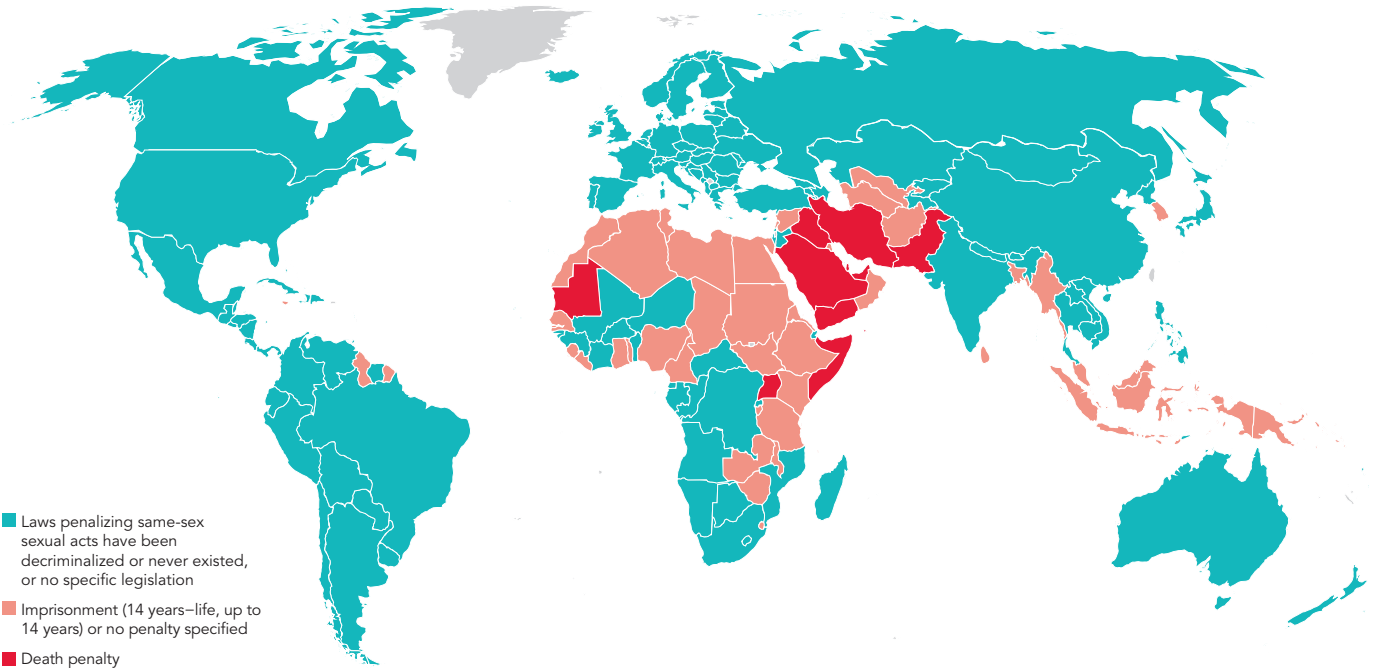 Laws penalizing same-sex
sexual acts have been
decriminalized or never existed,
or no specific legislation
Imprisonment (14 years–life, up to
14 years) or no penalty specified
Death penalty